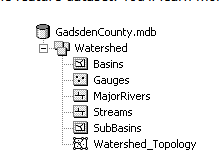 GadsdenCounty.mdb
Watershed
Basins
Gauges
MajorRivers
Streams
SubBasins
Watershed_Topology